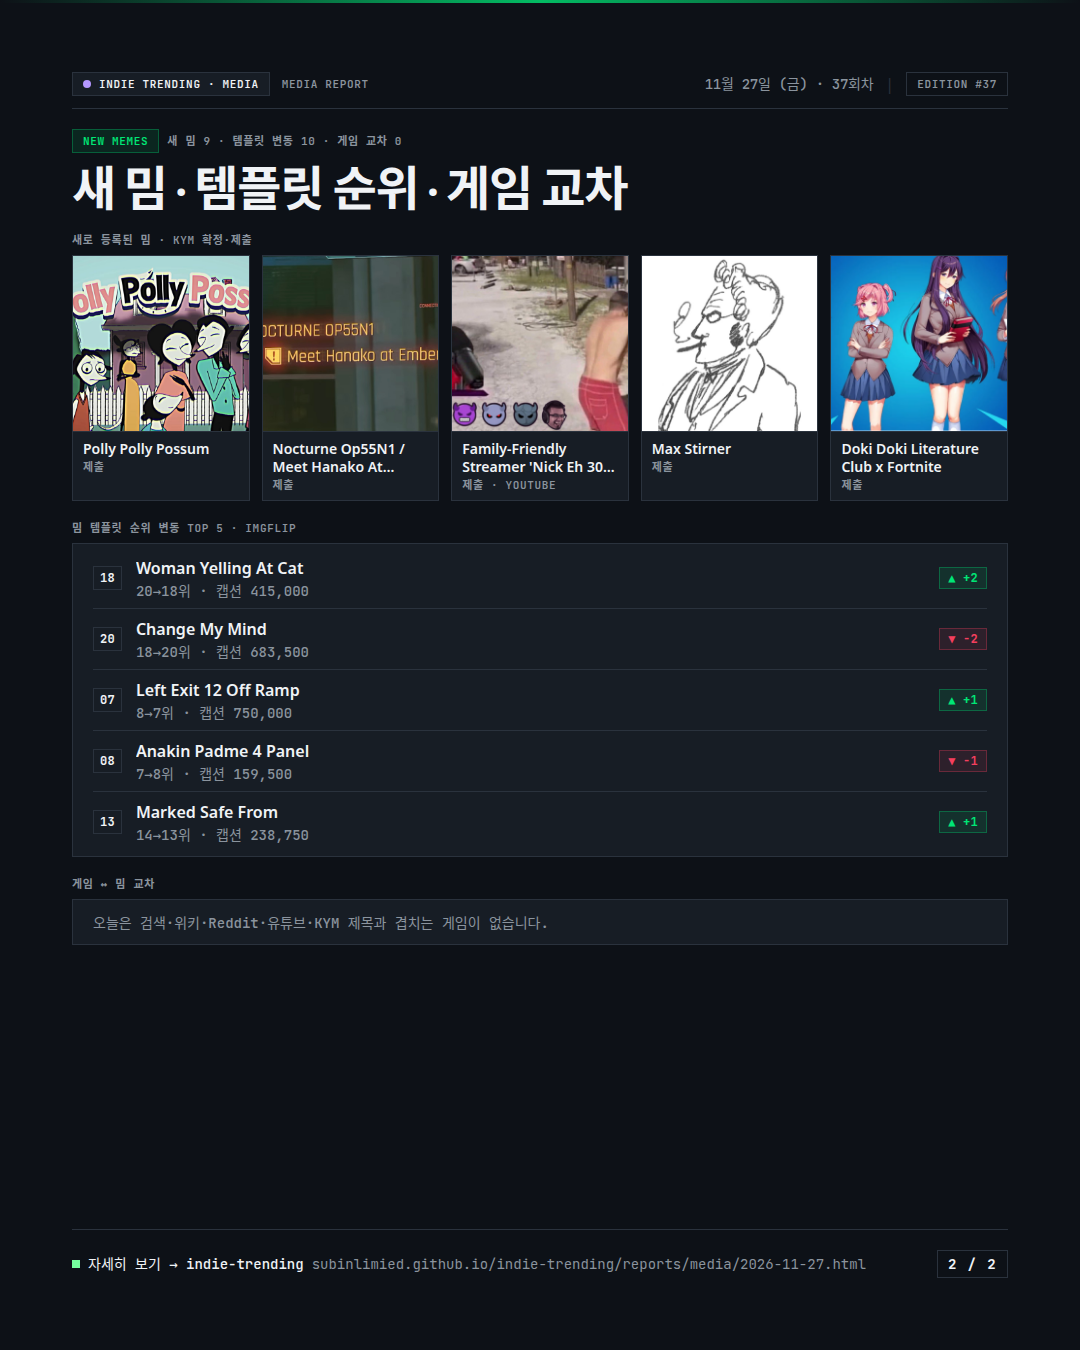 INDIE TRENDING · MEDIA
MEDIA REPORT
11월 27일 (금) · 37회차
EDITION #37
NEW MEMES
새 밈 9 · 템플릿 변동 10 · 게임 교차 0
새 밈·템플릿 순위·게임 교차
새로 등록된 밈 · KYM 확정·제출
olly Polly Poss
OCTURNE OP55N1
Meet Hanako at Ember
Polly Polly Possum
제출
Nocturne Op55N1 /
Meet Hanako At...
제출
Family-Friendly
Streamer 'Nick Eh 30...
제출 · YOUTUBE
Max Stirner
제출
Doki Doki Literature
Club x Fortnite
제출
밈 템플릿 순위 변동 TOP 5 · IMGFLIP
18
Woman Yelling At Cat
20→18위 · 캡션 415,000
▲ +2
20
Change My Mind
18→20위 · 캡션 683,500
▼ -2
07
Left Exit 12 Off Ramp
8→7위 · 캡션 750,000
▲ +1
08
Anakin Padme 4 Panel
7→8위 · 캡션 159,500
▼ -1
13
Marked Safe From
14→13위 · 캡션 238,750
▲ +1
게임 ↔ 밈 교차
오늘은 검색·위키·Reddit·유튜브·KYM 제목과 겹치는 게임이 없습니다.
자세히 보기 → indie-trending subinlimied.github.io/indie-trending/reports/media/2026-11-27.html
2 / 2